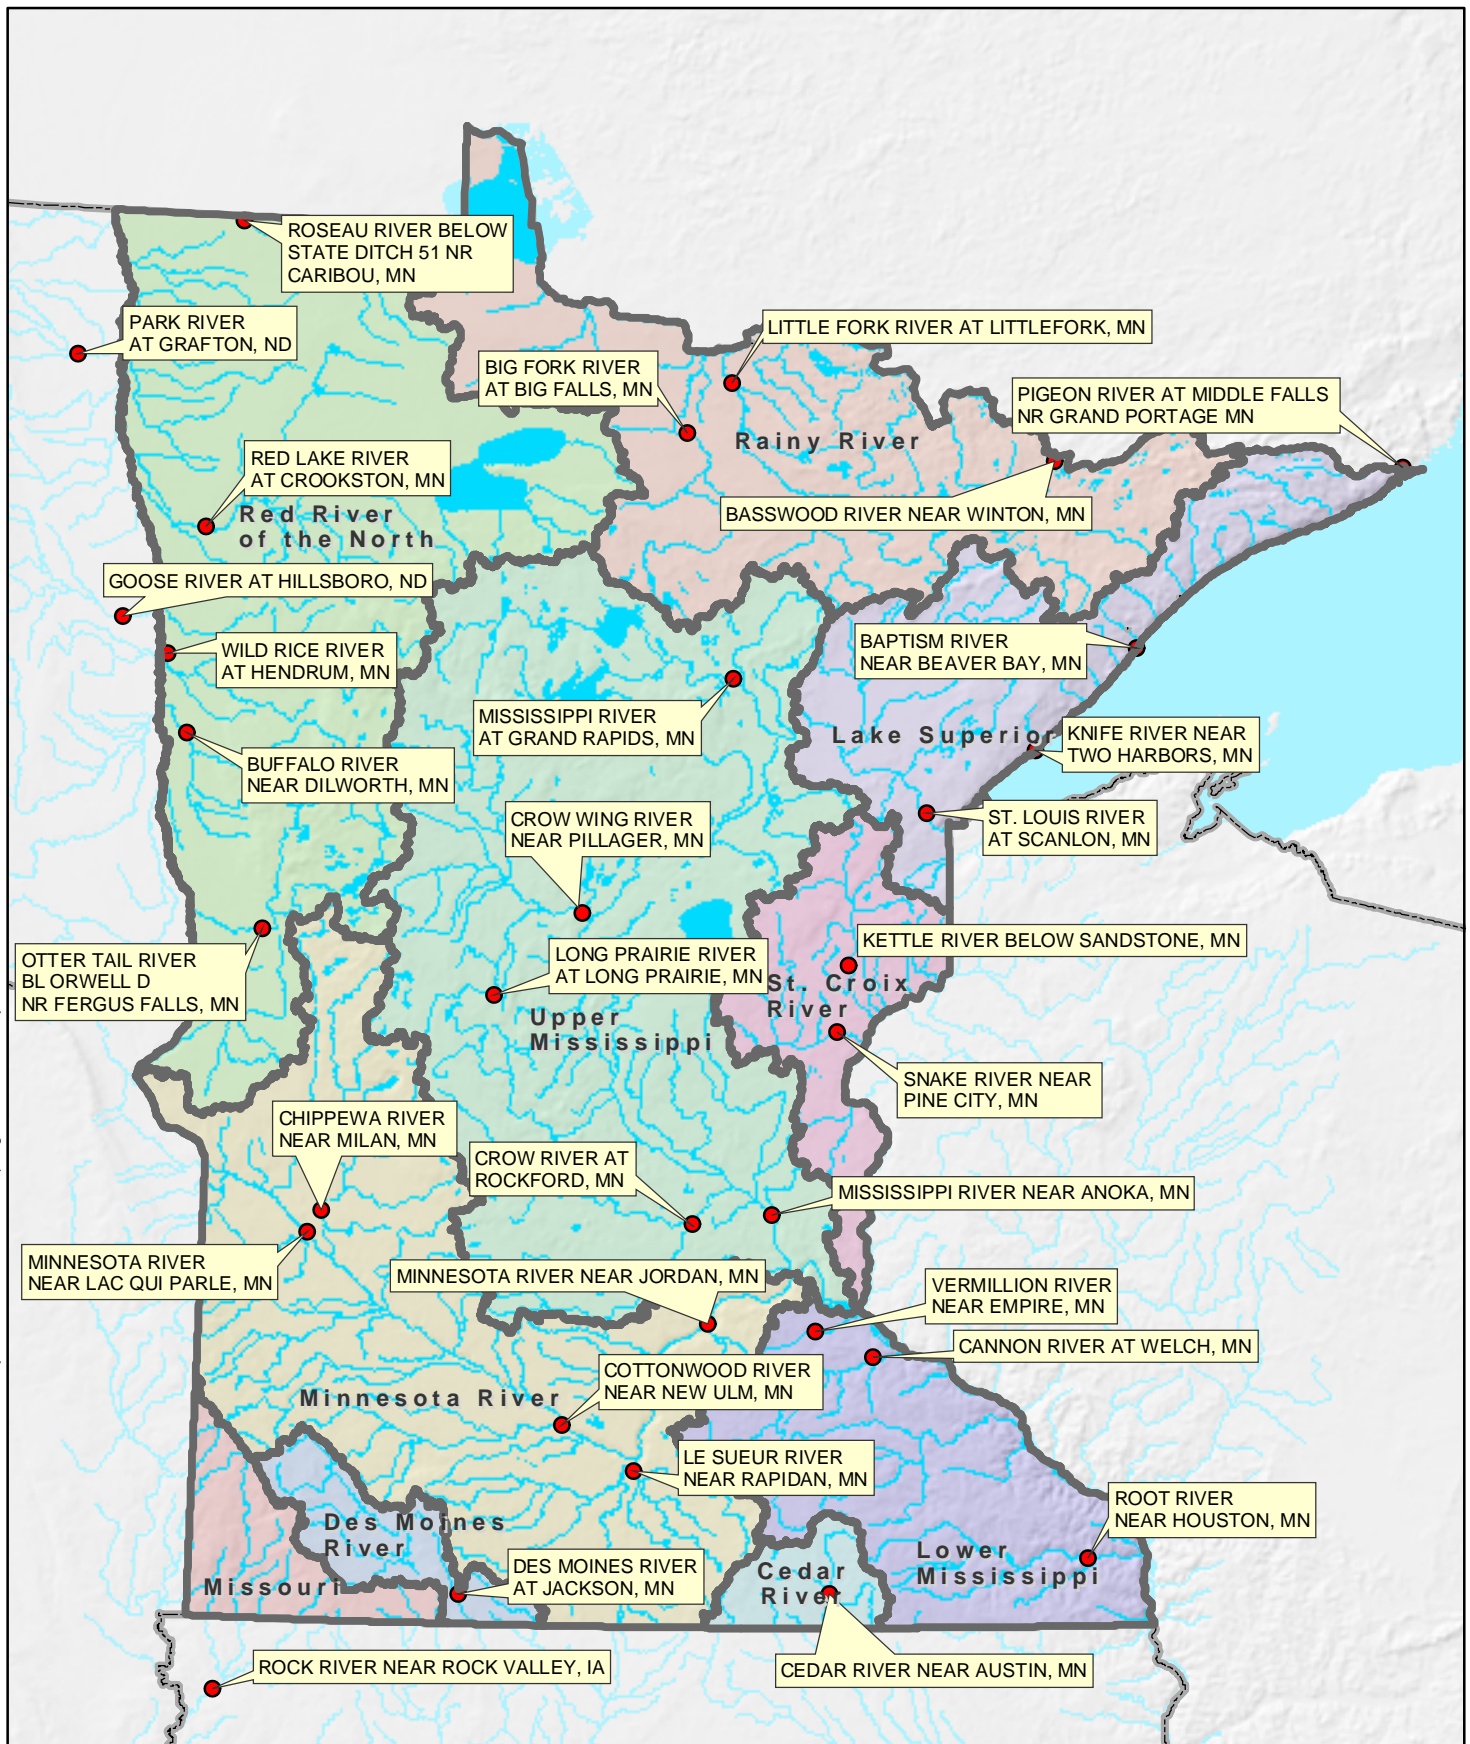 ROSEAU RIVER BELOW
STATE DITCH 51 NR
CARIBOU, MN
PARK RIVER
AT GRAFTON, ND
LITTLE FORK RIVER AT LITTLEFORK, MN
BIG FORK RIVER
AT BIG FALLS, MN
PIGEON RIVER AT MIDDLE FALLS
NR GRAND PORTAGE MN
Rainy River
RED LAKE RIVER
AT CROOKSTON, MN
BASSWOOD RIVER NEAR WINTON, MN
Red River
of the North
GOOSE RIVER AT HILLSBORO, ND
WILD RICE RIVER
AT HENDRUM, MN
BAPTISM RIVER
NEAR BEAVER BAY, MN
MISSISSIPPI RIVER
AT GRAND RAPIDS, MN
Lake Superior
KNIFE RIVER NEAR
TWO HARBORS, MN
BUFFALO RIVER
NEAR DILWORTH, MN
CROW WING RIVER
NEAR PILLAGER, MN
ST. LOUIS RIVER
AT SCANLON, MN
OTTER TAIL RIVER
BL ORWELL D
NR FERGUS FALLS, MN
LONG PRAIRIE RIVER
AT LONG PRAIRIE, MN
KETTLE RIVER BELOW SANDSTONE, MN
St. Croix
River
Upper
Mississippi
SNAKE RIVER NEAR
PINE CITY, MN
CHIPPEWA RIVER
NEAR MILAN, MN
CROW RIVER AT
ROCKFORD, MN
MISSISSIPPI RIVER NEAR ANOKA, MN
MINNESOTA RIVER
NEAR LAC QUI PARLE, MN
MINNESOTA RIVER NEAR JORDAN, MN
VERMILLION RIVER
NEAR EMPIRE, MN
CANNON RIVER AT WELCH, MN
COTTONWOOD RIVER
NEAR NEW ULM, MN
Minnesota River
LE SUEUR RIVER
NEAR RAPIDAN, MN
ROOT RIVER
NEAR HOUSTON, MN
Des Moines
River
Lower
Mississippi
DES MOINES RIVER
AT JACKSON, MN
Cedar
River
Missouri
ROCK RIVER NEAR ROCK VALLEY, IA
CEDAR RIVER NEAR AUSTIN, MN